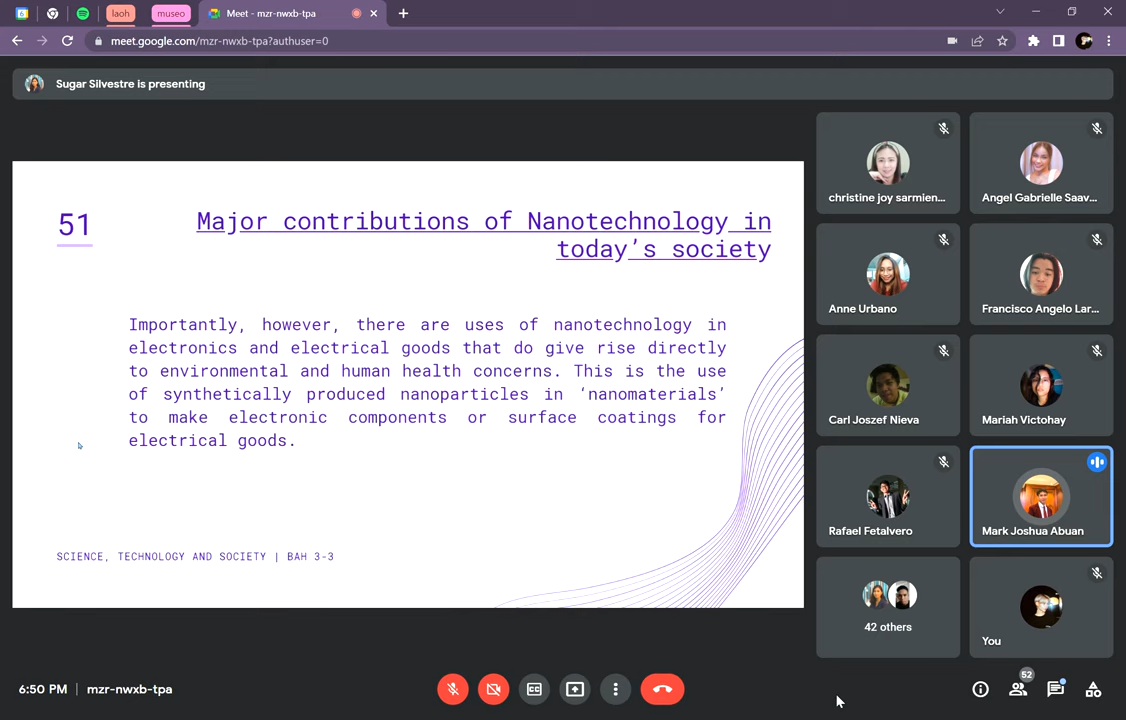 laoh
museo
Meet - mzr-nwxb-tpa
meet.google.com/mzr-nwxb-tpa?authuser=0
Sugar Silvestre is presenting
51
Major contributions of Nanotechnology in
today’s society
Importantly, however, there are uses of nanotechnology in
electronics and electrical goods that do give rise directly
to environmental and human health concerns. This is the use
of synthetically produced nanoparticles in ‘nanomaterials’
to make electronic components or surface coatings for
electrical goods.
SCIENCE, TECHNOLOGY AND SOCIETY | BAH 3-3
christine joy sarmien...
Angel Gabrielle Saav...
Anne Urbano
Francisco Angelo Lar...
Carl Joszef Nieva
Mariah Victohay
Rafael Fetalvero
Mark Joshua Abuan
42 others
You
6:50 PM | mzr-nwxb-tpa
CC
52